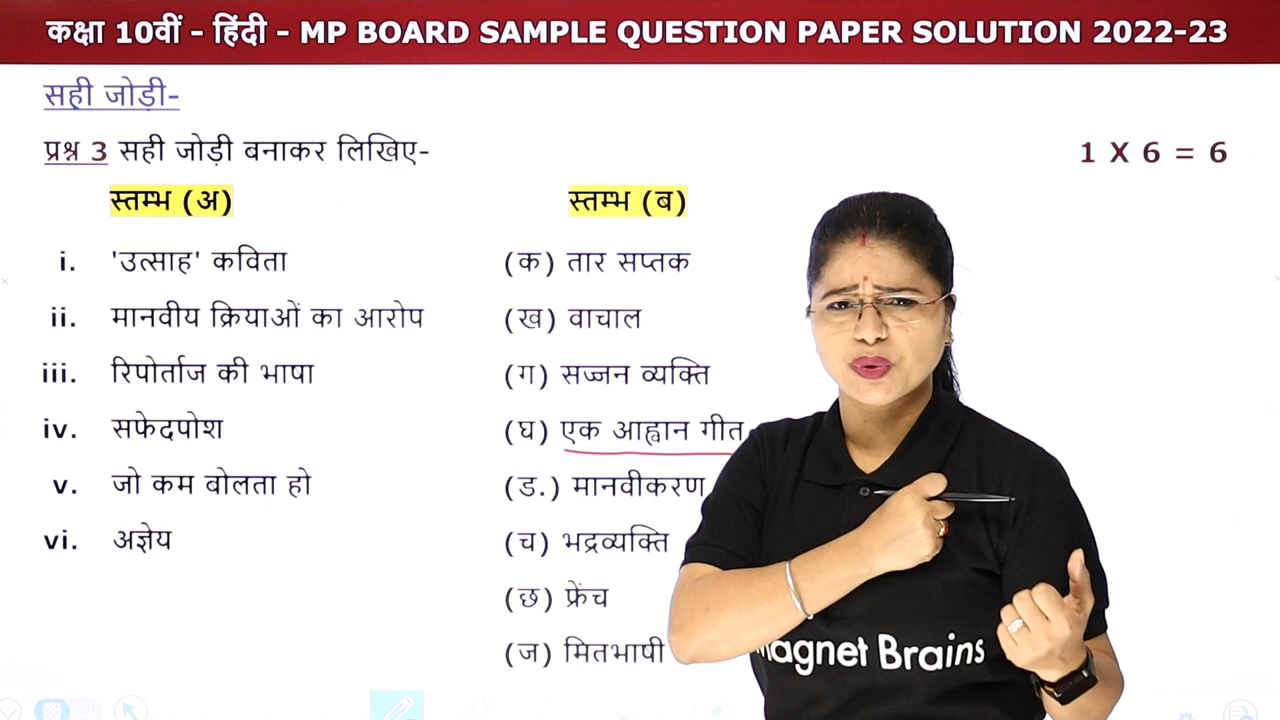 कक्षा 10वीं - हिंदी - MP BOARD SAMPLE QUESTION PAPER SOLUTION 2022-23
सही जोड़ी-
प्रश्न 3 सही जोड़ी बनाकर लिखिए- 1 X 6 = 6
स्तम्भ (अ) स्तम्भ (ब)
i. 'उत्साह' कविता (क) तार सप्तक
ii. मानवीय क्रियाओं का आरोप (ख) वाचाल
iii. रिपोर्ताज की भाषा (ग) सज्जन व्यक्ति
iv. सफेदपोश (घ) एक आह्वान गीत
v. जो कम बोलता हो (ड.) मानवीकरण
vi. अज्ञेय (च) भद्रव्यक्ति
(छ) फ्रेंच
(ज) मितभाषी
Magnet Brains